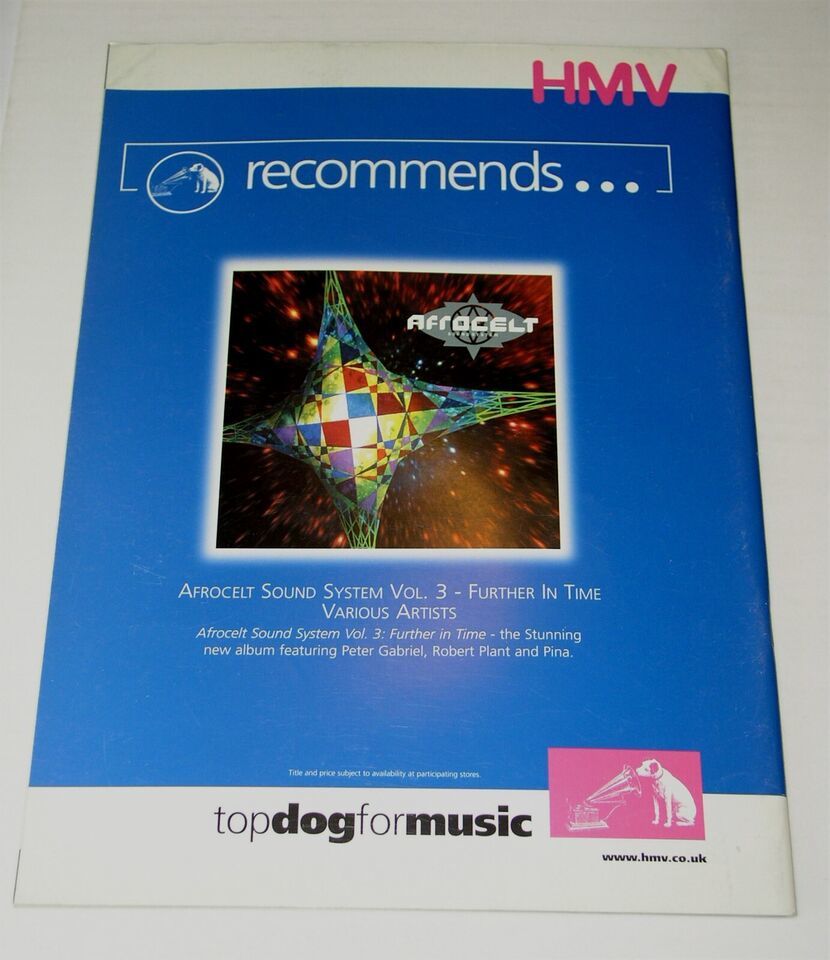 HMV
recommends...
AFROCELT
AFROCELT SOUND SYSTEM VOL. 3 - FURTHER IN TIME
VARIOUS ARTISTS
Afrocelt Sound System Vol. 3: Further in Time - the Stunning
new album featuring Peter Gabriel, Robert Plant and Pina.
Title and price subject to availability at participating stores.
topdogformusic
www.hmv.co.uk